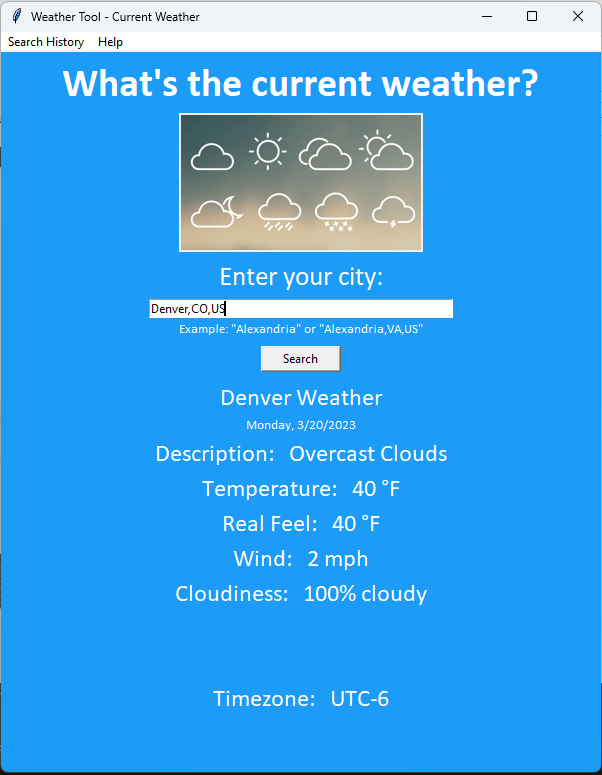 Weather Tool - Current Weather
Search History Help
What's the current weather?
Enter your city:
Denver,CO,US
Example: "Alexandria" or "Alexandria,VA,US"
Search
Denver Weather
Monday, 3/20/2023
Description: Overcast Clouds
Temperature: 40 °F
Real Feel: 40 °F
Wind: 2 mph
Cloudiness: 100% cloudy
Timezone: UTC-6